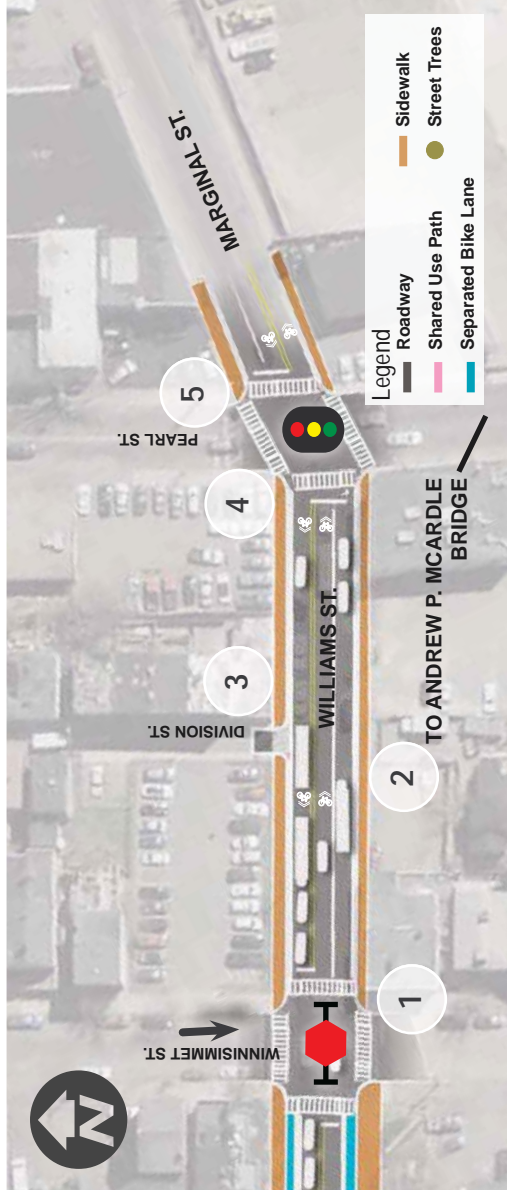 MARGINAL ST.
5
PEARL ST.
4
WILLIAMS ST.
3
DIVISION ST.
2
TO ANDREW P. MCARDLE
BRIDGE
1
WINNISIMMET ST.
N
Legend
Roadway
Shared Use Path
Separated Bike Lane
Sidewalk
Street Trees